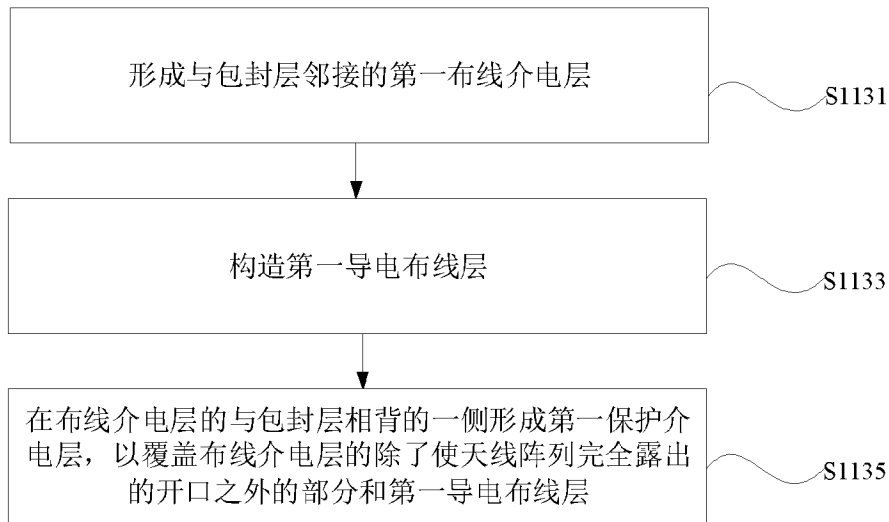 形成与包封层邻接的第一布线介电层
S1131
构造第一导电布线层
S1133
在布线介电层的与包封层相背的一侧形成第一保护介
电层，以覆盖布线介电层的除了使天线阵列完全露出
的开口之外的部分和第一导电布线层
S1135